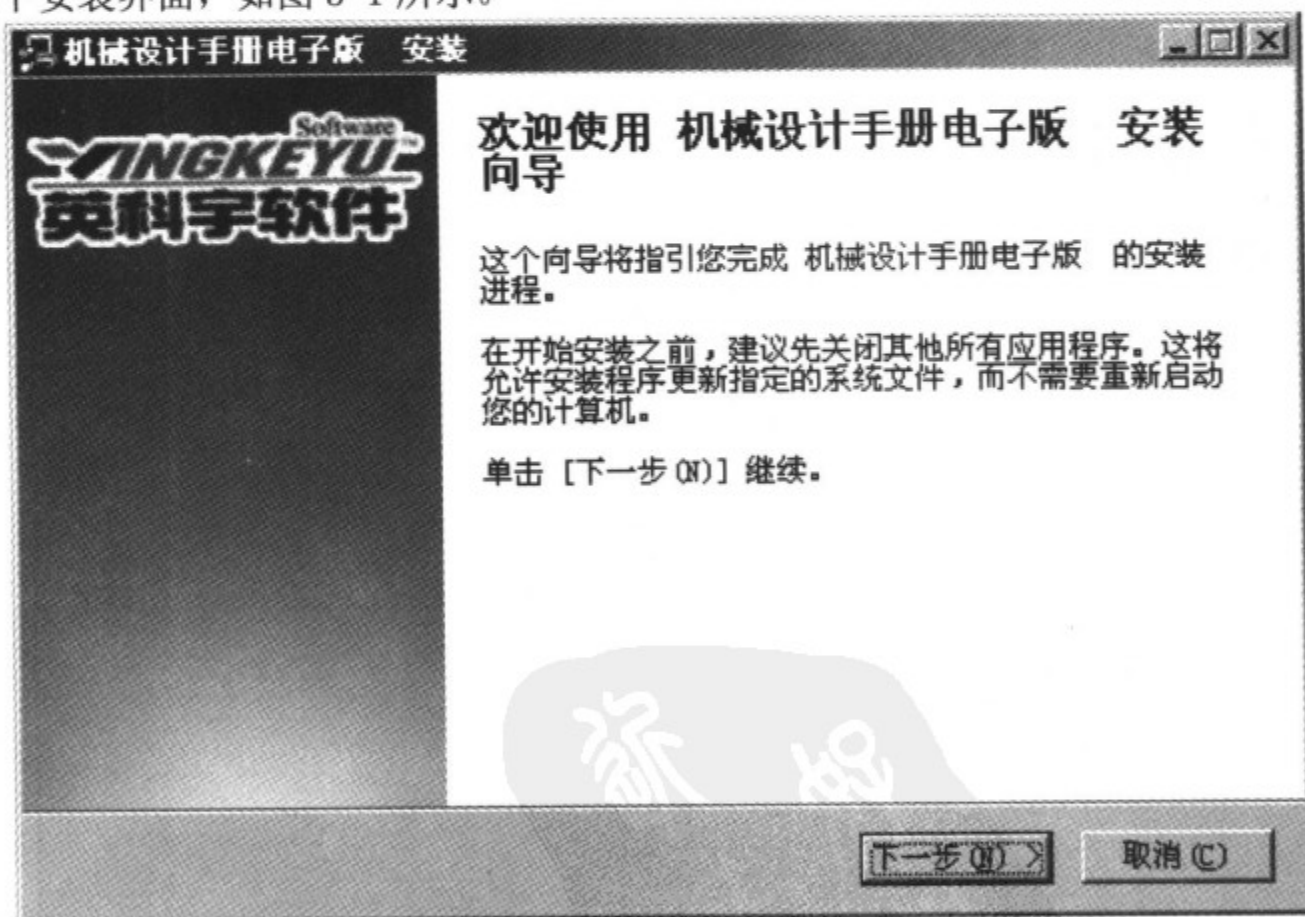 安装界面，如图
机械设计手册电子版 安装
Software
YINGKEYU
英科宇软件
欢迎使用 机械设计手册电子版 安装
向导
这个向导将指引您完成 机械设计手册电子版 的安装
进程。
在开始安装之前，建议先关闭其他所有应用程序。这将
允许安装程序更新指定的系统文件，而不需要重新启动
您的计算机。
单击 [下一步(N)] 继续。
下一步(N) >
取消(C)